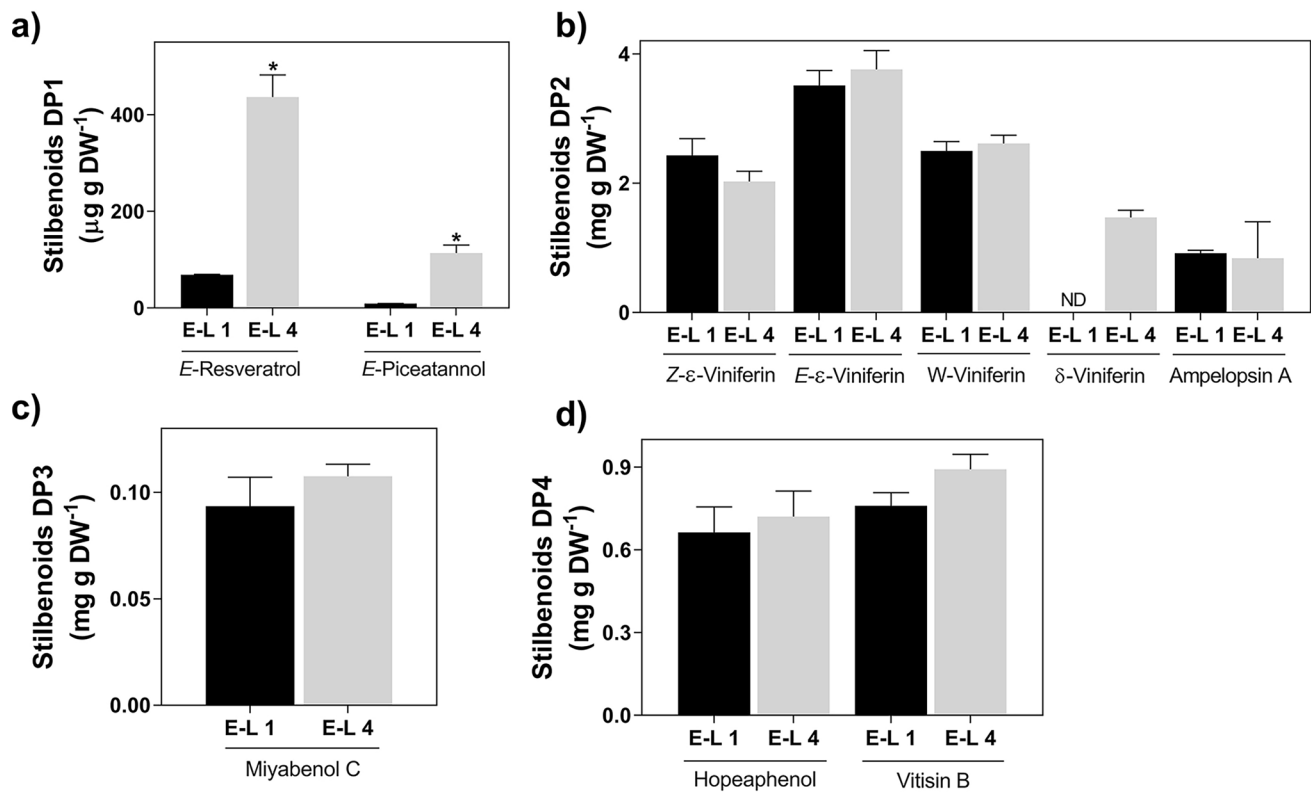 a)
Stilbenoids DP1
(μg g DW⁻¹)
400
200
0
*
*
E-L 1 E-L 4 E-L 1 E-L 4
E-Resveratrol E-Piceatannol
b)
Stilbenoids DP2
(mg g DW⁻¹)
4
2
0
ND
E-L 1 E-L 4 E-L 1 E-L 4 E-L 1 E-L 4 E-L 1 E-L 4 E-L 1 E-L 4
Z-ε-Viniferin E-ε-Viniferin W-Viniferin δ-Viniferin Ampelopsin A
c)
Stilbenoids DP3
(mg g DW⁻¹)
0.10
0.05
0.00
E-L 1 E-L 4
Miyabenol C
d)
Stilbenoids DP4
(mg g DW⁻¹)
0.9
0.6
0.3
0.0
E-L 1 E-L 4 E-L 1 E-L 4
Hopeaphenol Vitisin B